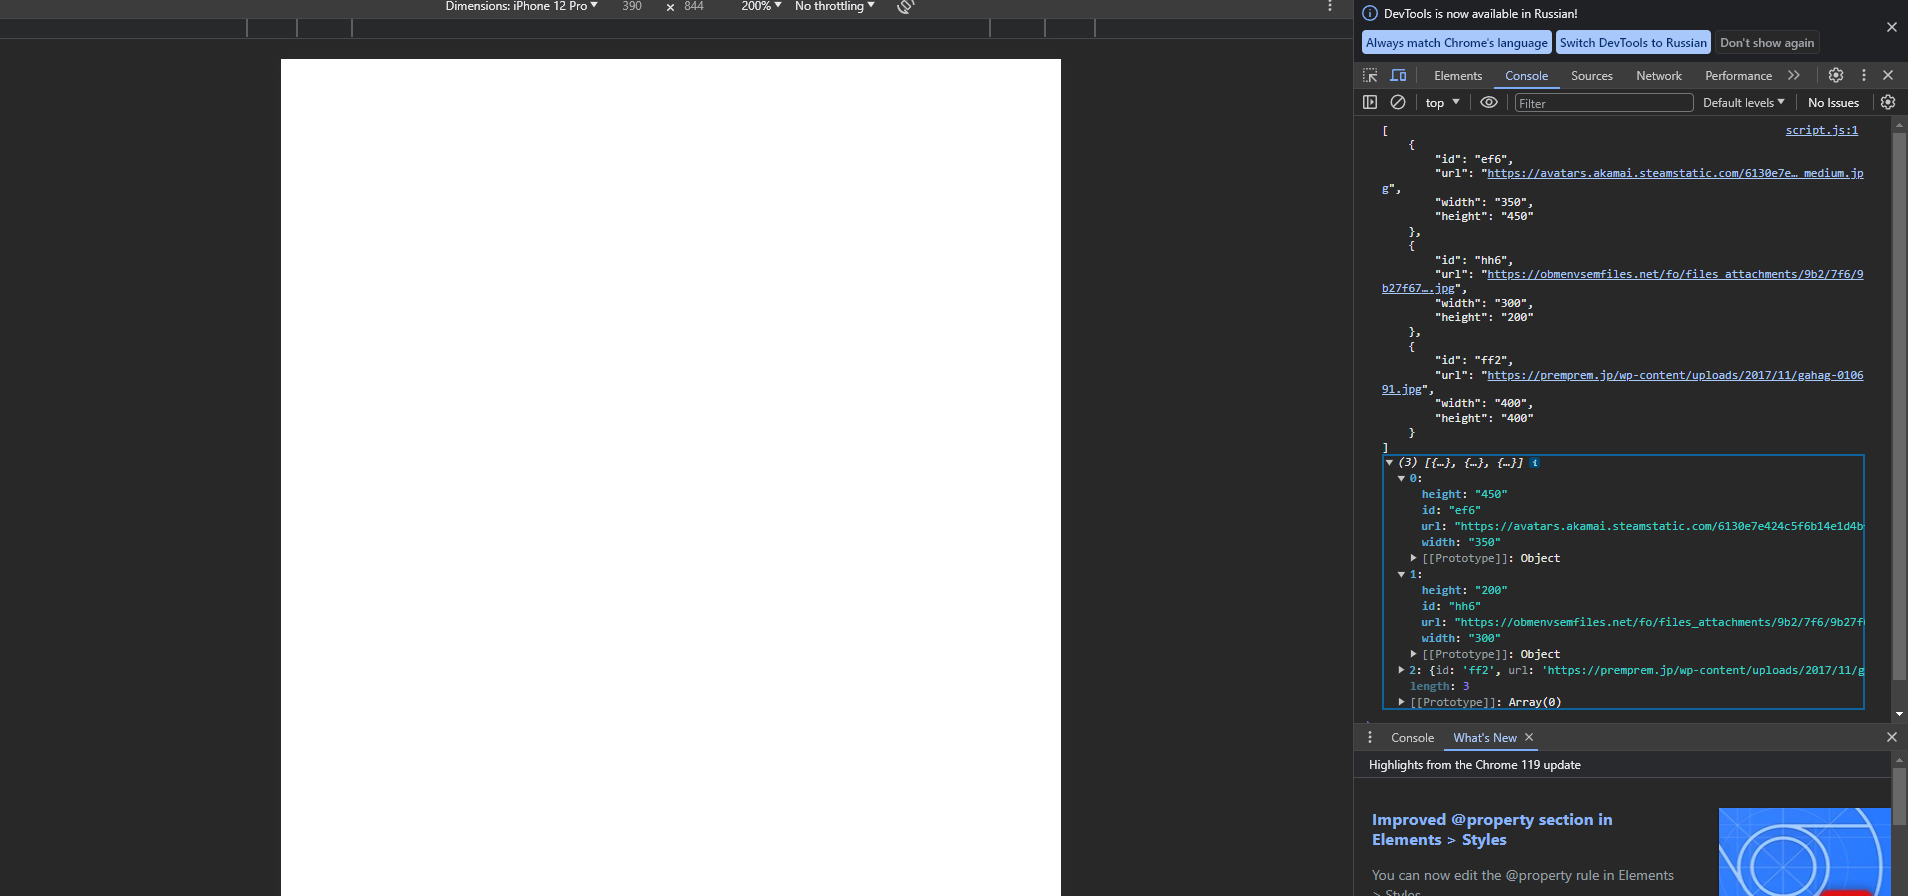 Dimensions: iPhone 12 Pro 390 × 844 200% No throttling
DevTools is now available in Russian!
Always match Chrome's language Switch DevTools to Russian Don't show again
Elements Console Sources Network Performance
top Filter Default levels No Issues
[ script.js:1
{
"id": "ef6",
"url": "https://avatars.akamai.steamstatic.com/6130e7e…_medium.jp
g",
"width": "350",
"height": "450"
},
{
"id": "hh6",
"url": "https://obmenvsemfiles.net/fo/files_attachments/9b2/7f6/9
b27f67….jpg",
"width": "300",
"height": "200"
},
{
"id": "ff2",
"url": "https://premprem.jp/wp-content/uploads/2017/11/gahag-0106
91.jpg",
"width": "400",
"height": "400"
}
]
(3) [{…}, {…}, {…}]
0:
height: "450"
id: "ef6"
url: "https://avatars.akamai.steamstatic.com/6130e7e424c5f6b14e1d4b
width: "350"
[[Prototype]]: Object
1:
height: "200"
id: "hh6"
url: "https://obmenvsemfiles.net/fo/files_attachments/9b2/7f6/9b27f
width: "300"
[[Prototype]]: Object
2: {id: 'ff2', url: 'https://premprem.jp/wp-content/uploads/2017/11/g
length: 3
[[Prototype]]: Array(0)
Console What's New
Highlights from the Chrome 119 update
Improved @property section in
Elements > Styles
You can now edit the @property rule in Elements
> Styles